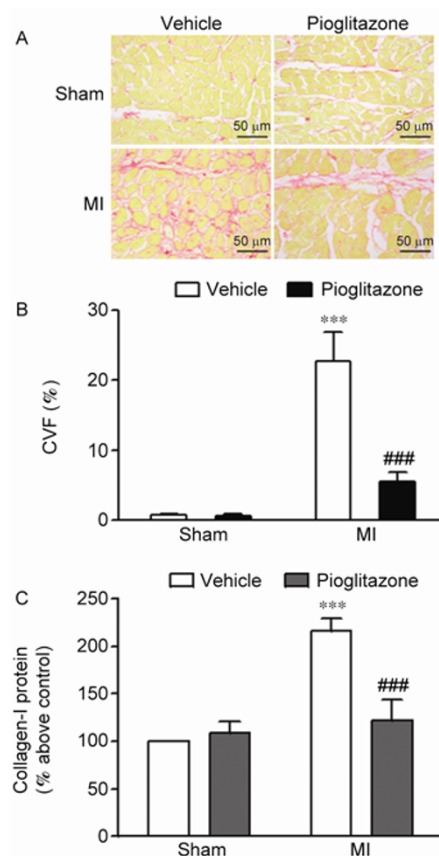 A
Vehicle Pioglitazone
Sham
50 μm 50 μm
MI
50 μm 50 μm
B
Vehicle Pioglitazone
30
***
20
CVF (%)
10
###
0
Sham MI
C
Vehicle Pioglitazone
250
***
200
###
150
Collagen-I protein
(% above control)
100
50
0
Sham MI